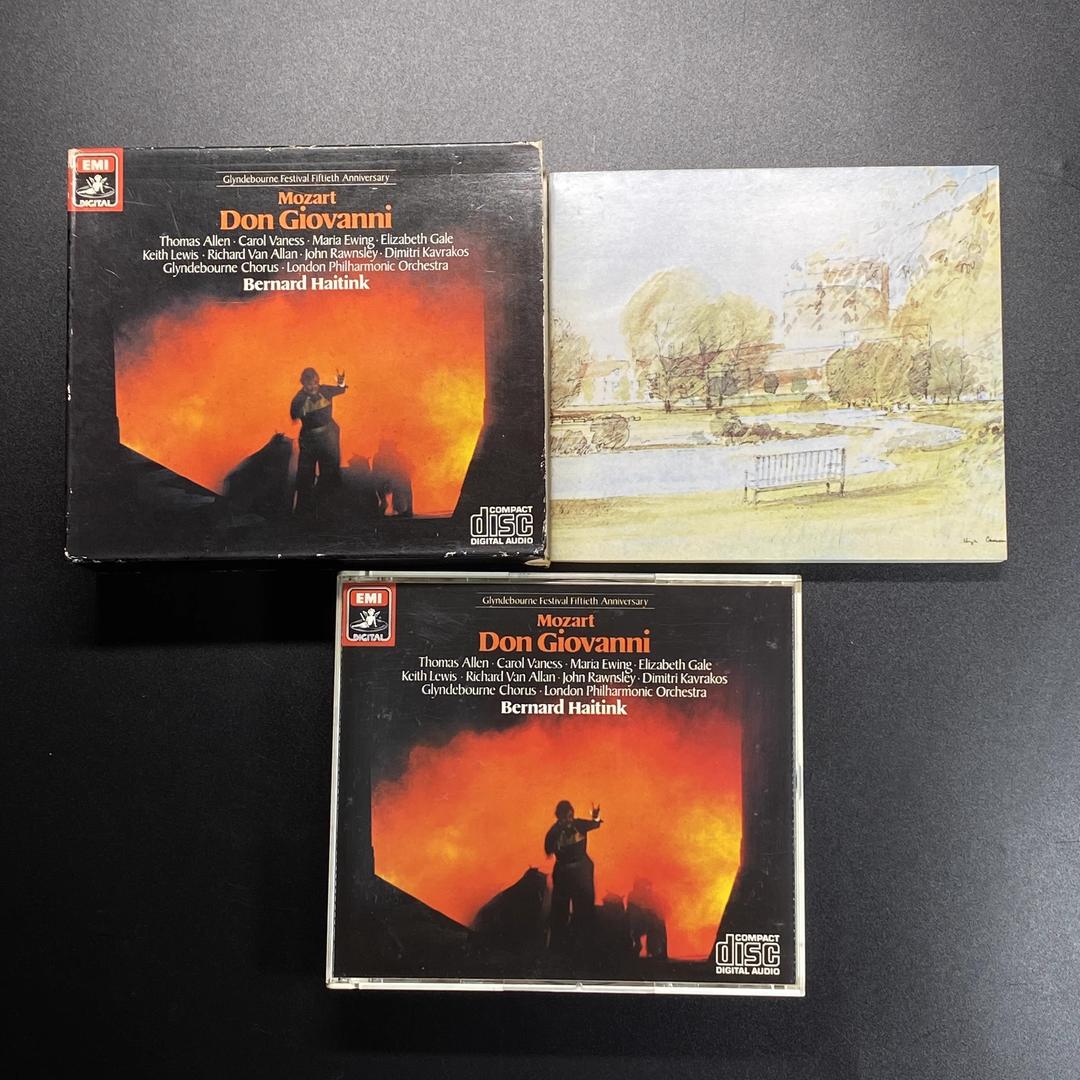 EMI
DIGITAL
Glyndebourne Festival Fiftieth Anniversary
Mozart
Don Giovanni
Thomas Allen · Carol Vaness · Maria Ewing · Elizabeth Gale
Keith Lewis · Richard Van Allan · John Rawnsley · Dimitri Kavrakos
Glyndebourne Chorus · London Philharmonic Orchestra
Bernard Haitink
COMPACT
disc
DIGITAL AUDIO
EMI
DIGITAL
Glyndebourne Festival Fiftieth Anniversary
Mozart
Don Giovanni
Thomas Allen · Carol Vaness · Maria Ewing · Elizabeth Gale
Keith Lewis · Richard Van Allan · John Rawnsley · Dimitri Kavrakos
Glyndebourne Chorus · London Philharmonic Orchestra
Bernard Haitink
COMPACT
disc
DIGITAL AUDIO